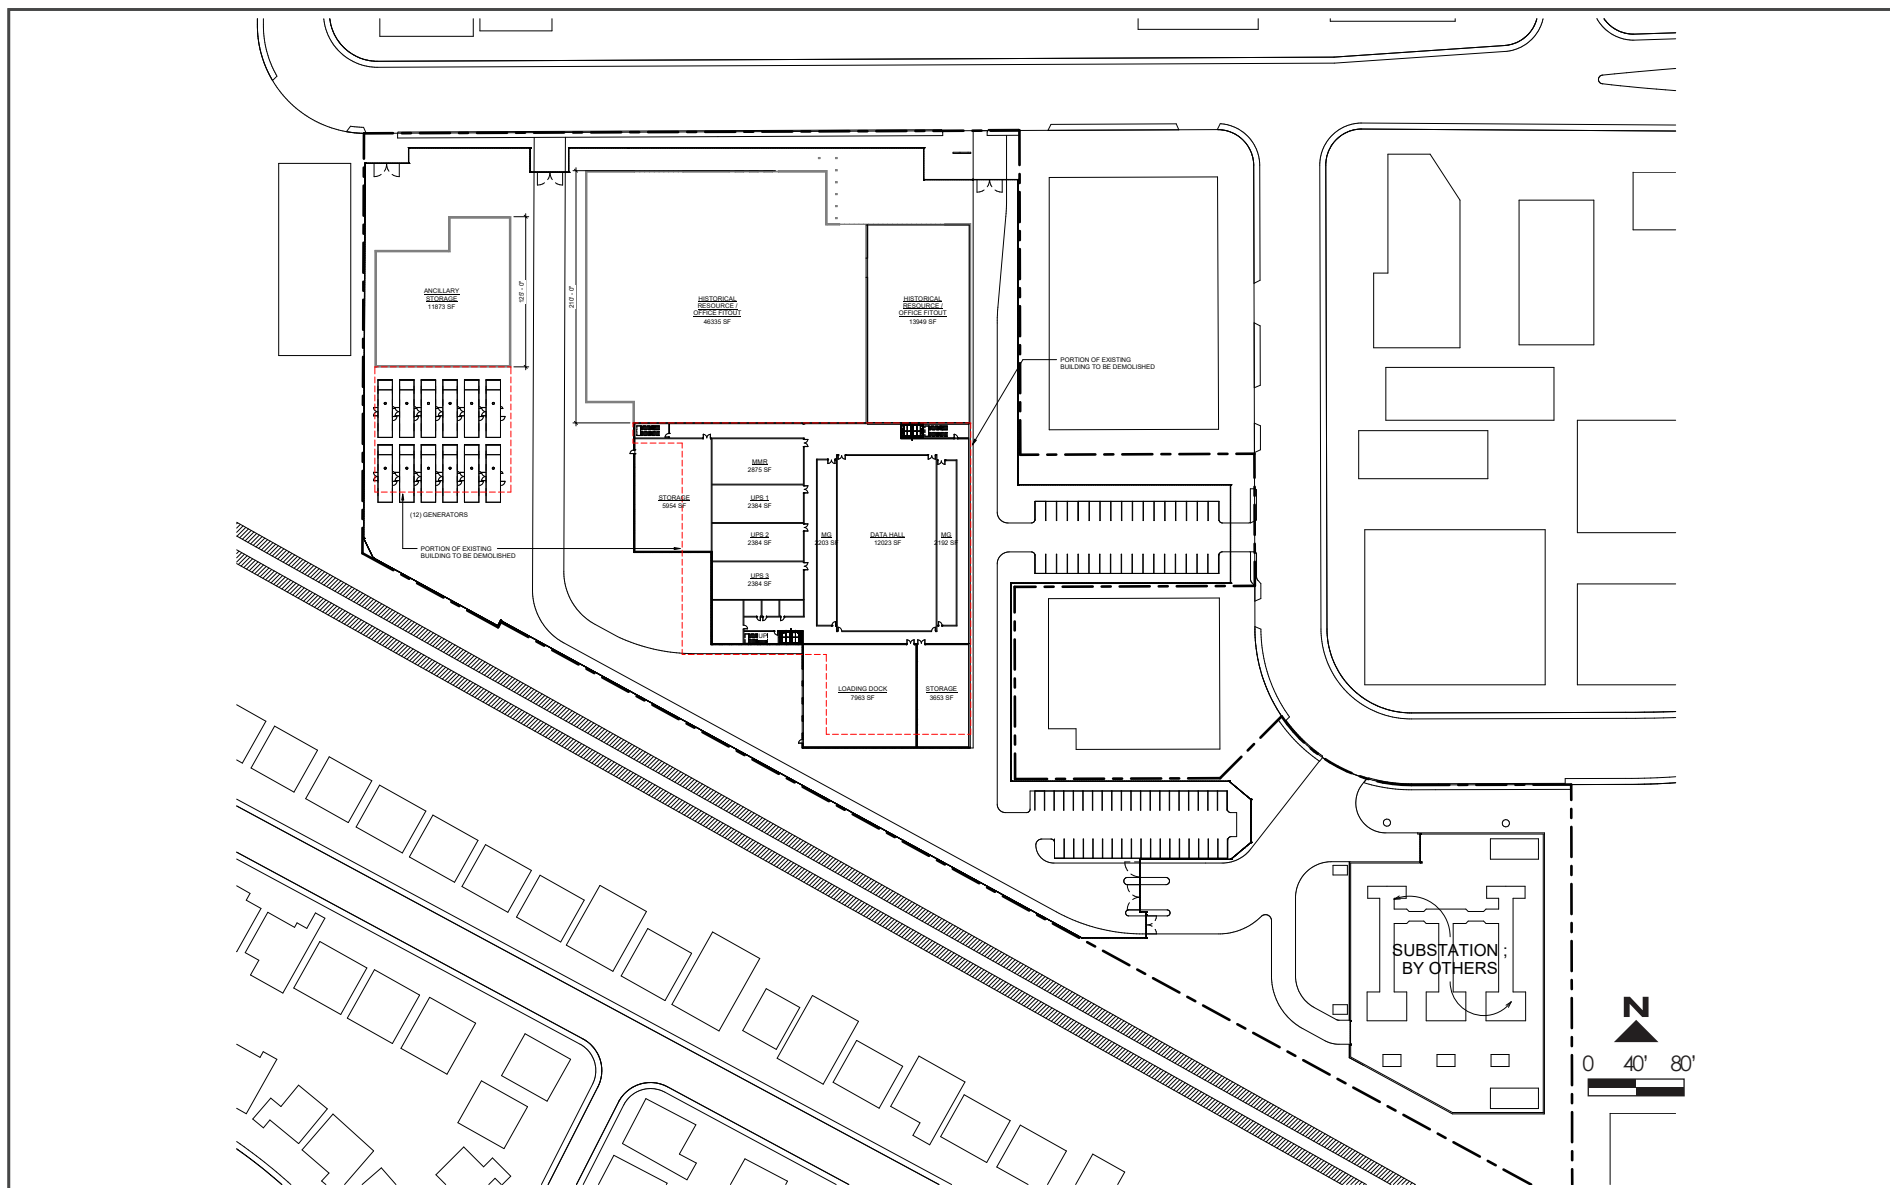 ANCILLARY
STORAGE
11873 SF
126' - 0"
210' - 0"
HISTORICAL
RESOURCE /
OFFICE FITOUT
46335 SF
HISTORICAL
RESOURCE /
OFFICE FITOUT
13949 SF
PORTION OF EXISTING
BUILDING TO BE DEMOLISHED
MMR
2875 SF
STORAGE
5954 SF
UPS 1
2384 SF
UPS 2
2384 SF
UPS 3
2384 SF
MG
2203 SF
DATA HALL
12023 SF
MG
2192 SF
(12) GENERATORS
PORTION OF EXISTING
BUILDING TO BE DEMOLISHED
UP
LOADING DOCK
7963 SF
STORAGE
3653 SF
SUBSTATION ;
BY OTHERS
N
0 40' 80'